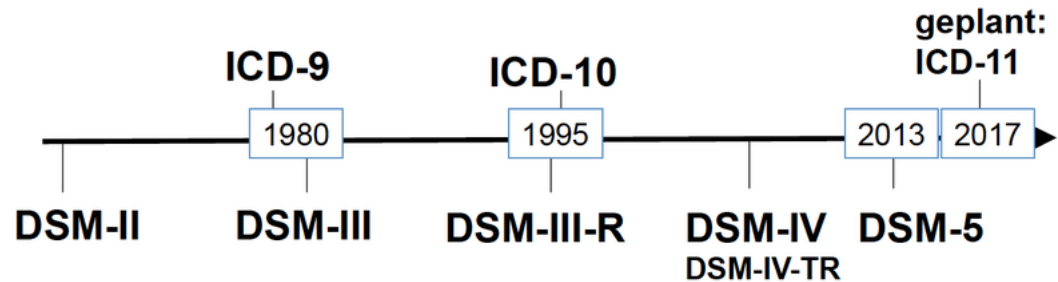 geplant:
ICD-9
ICD-10
ICD-11
1980
1995
2013
2017
DSM-II
DSM-III
DSM-III-R
DSM-IV
DSM-5
DSM-IV-TR